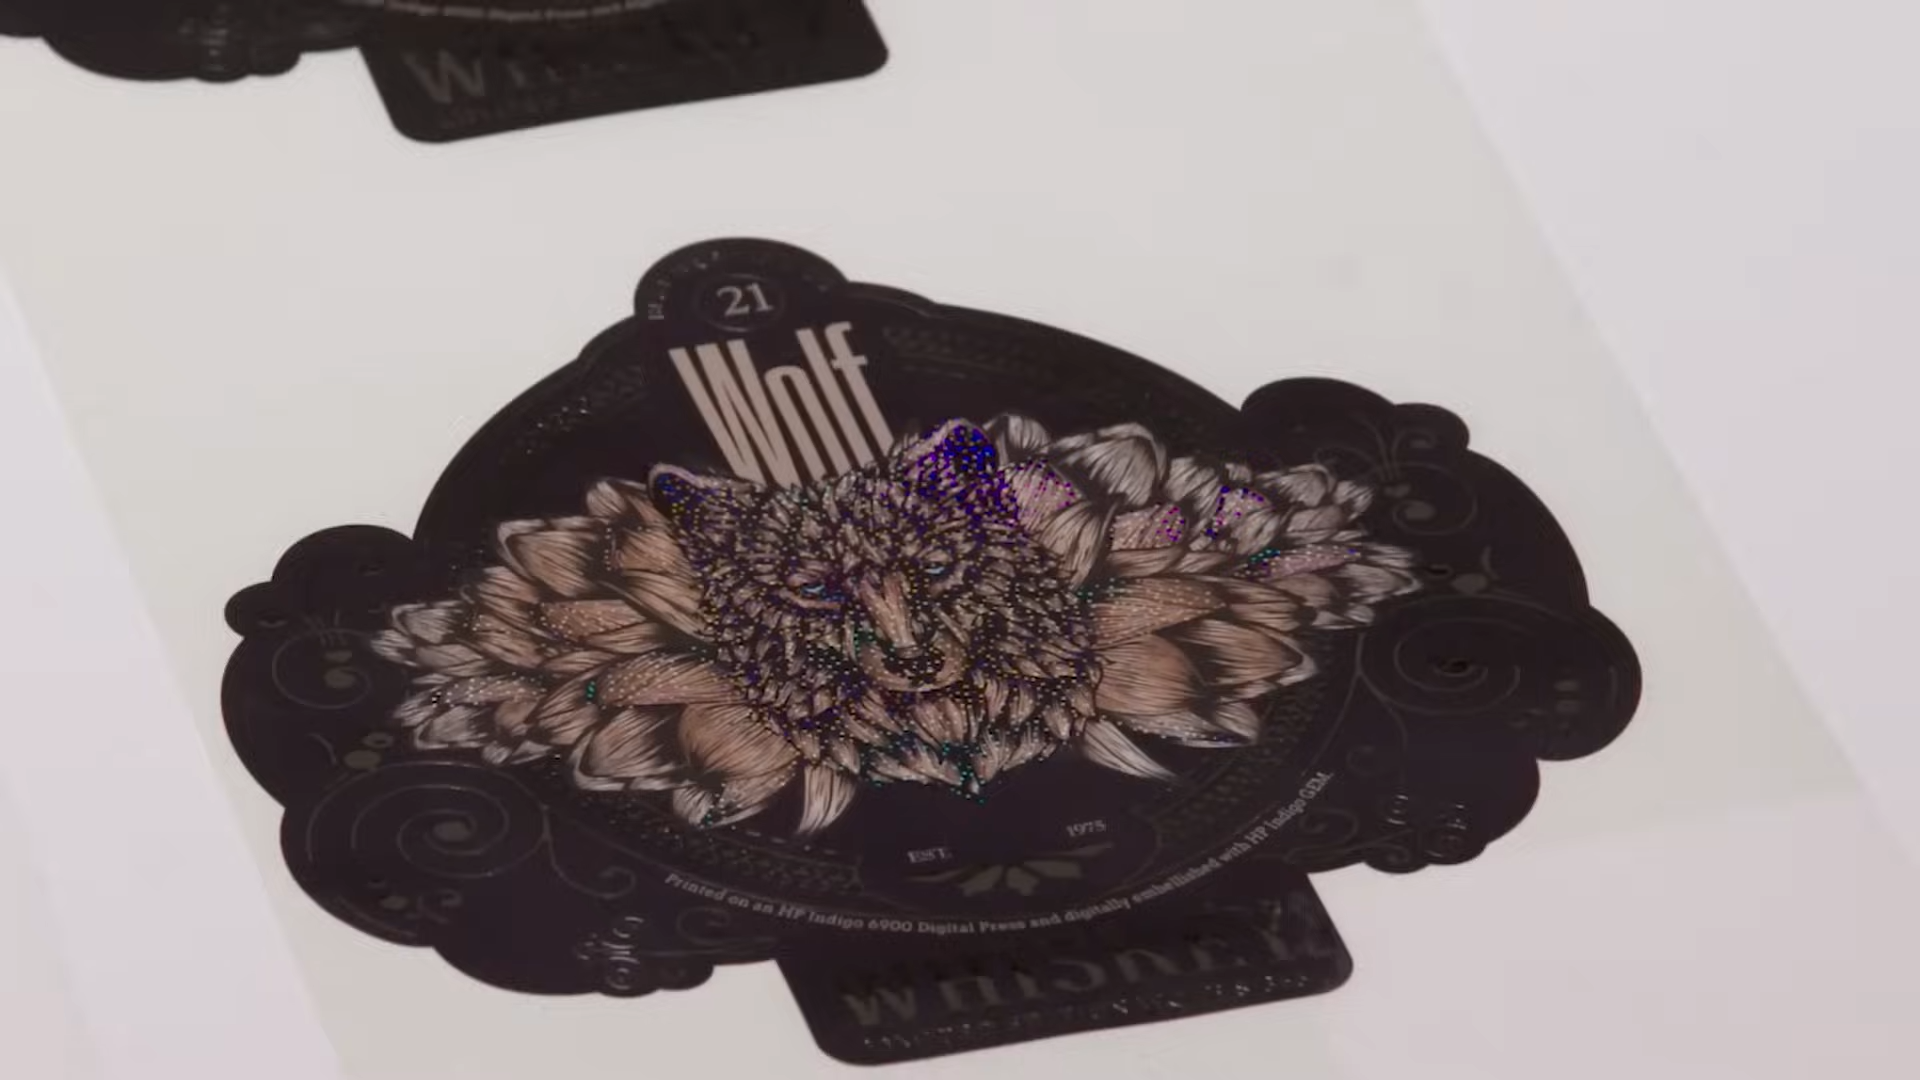 21
Wolf
EST. 1975
Printed on an HP Indigo 6900 Digital Press and digitally embellished with HP Indigo GEM.
WHISKEY